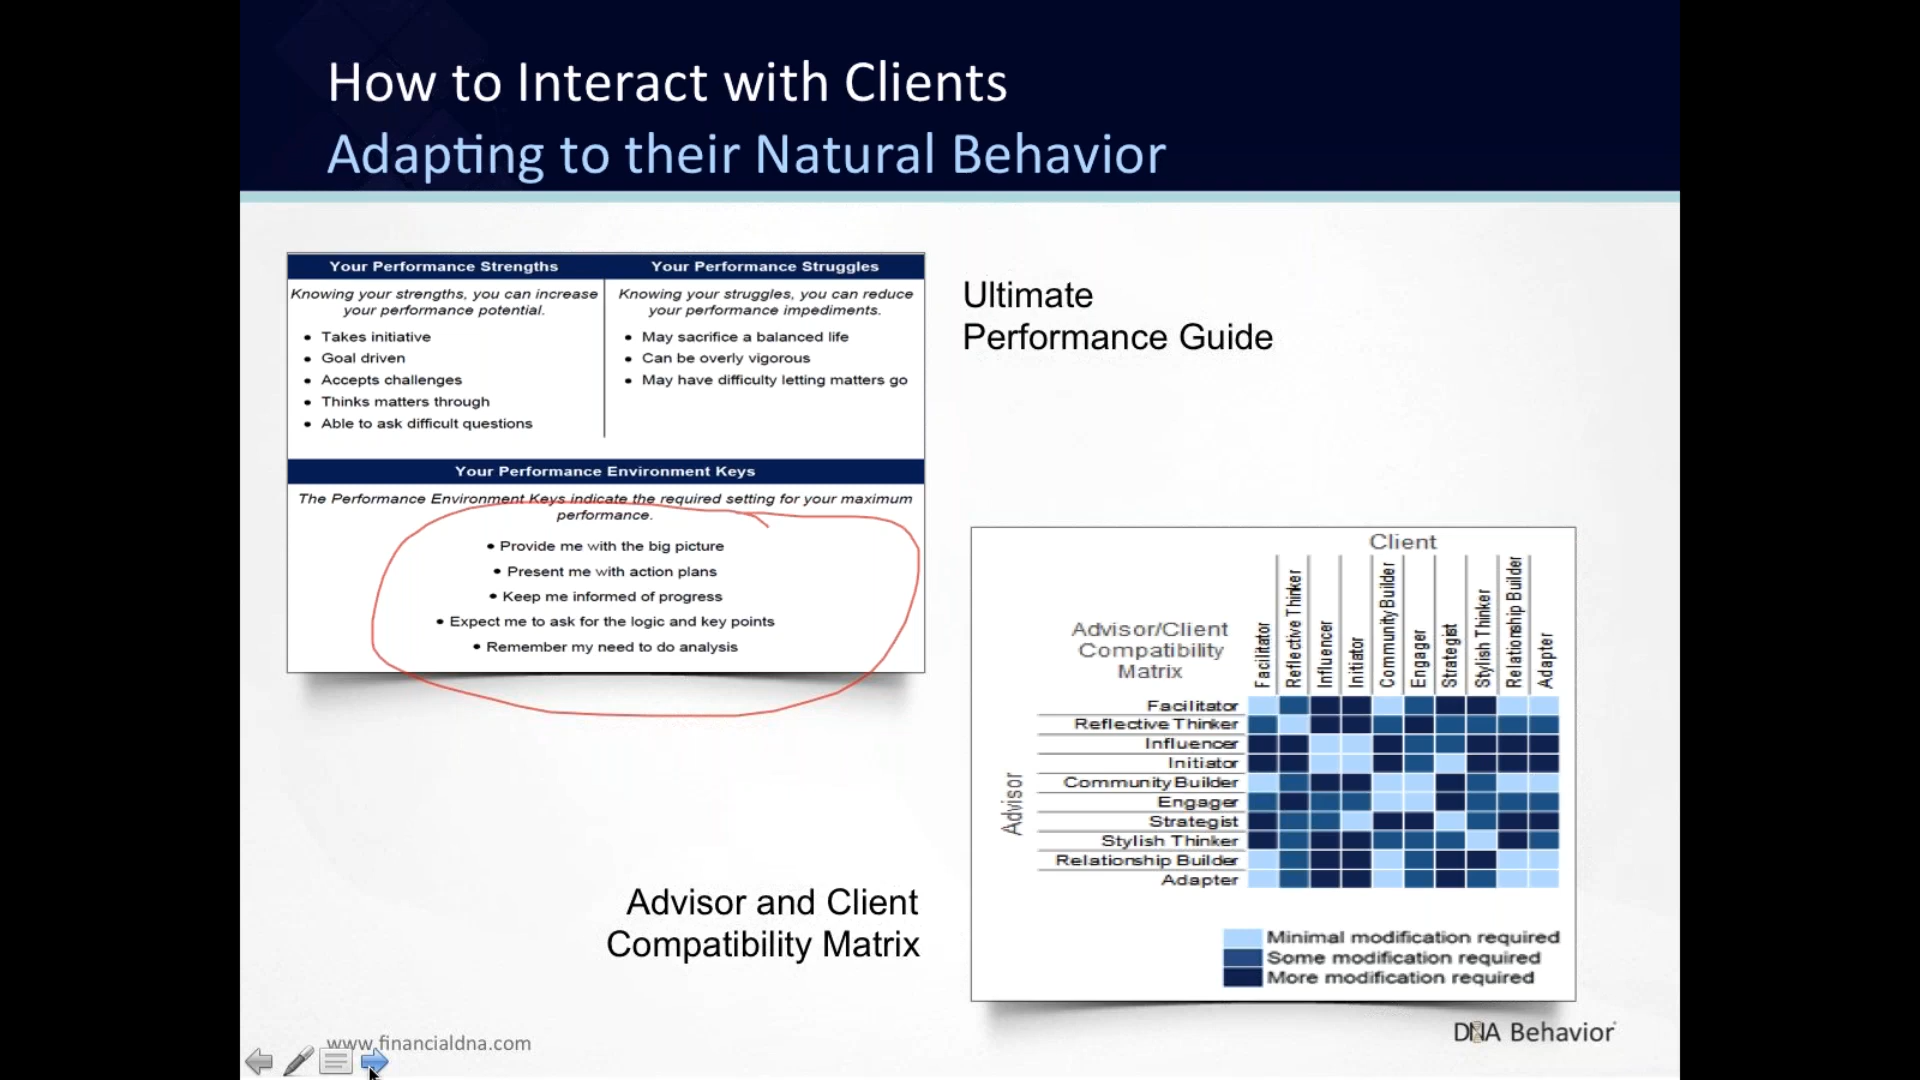 How to Interact with Clients
Adapting to their Natural Behavior
Your Performance Strengths
Knowing your strengths, you can increase
your performance potential.
• Takes initiative
• Goal driven
• Accepts challenges
• Thinks matters through
• Able to ask difficult questions
Your Performance Struggles
Knowing your struggles, you can reduce
your performance impediments.
• May sacrifice a balanced life
• Can be overly vigorous
• May have difficulty letting matters go
Your Performance Environment Keys
The Performance Environment Keys indicate the required setting for your maximum
performance.
• Provide me with the big picture
• Present me with action plans
• Keep me informed of progress
• Expect me to ask for the logic and key points
• Remember my need to do analysis
Ultimate
Performance Guide
Advisor and Client
Compatibility Matrix
Client
Advisor/Client
Compatibility
Matrix
Facilitator
Reflective Thinker
Influencer
Initiator
Community Builder
Engager
Strategist
Stylish Thinker
Relationship Builder
Adapter
Advisor
Facilitator
Reflective Thinker
Influencer
Initiator
Community Builder
Engager
Strategist
Stylish Thinker
Relationship Builder
Adapter
Minimal modification required
Some modification required
More modification required
www.financialdna.com
DNA Behavior